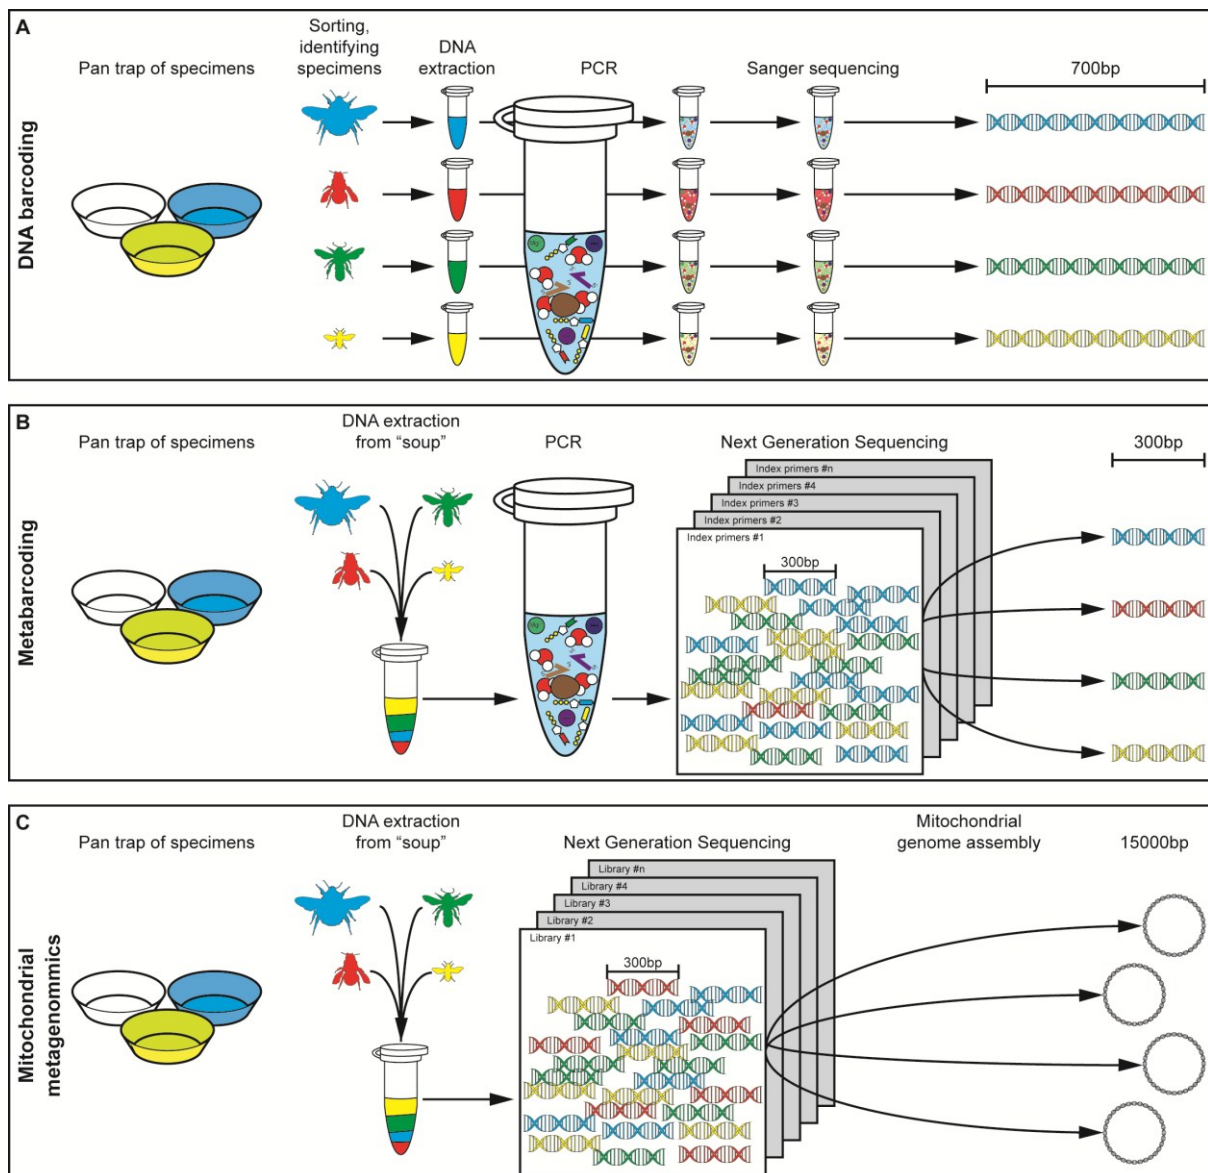 A
Pan trap of specimens
Sorting,
identifying
specimens
DNA
extraction
PCR
Sanger sequencing
700bp
DNA barcoding
Mg
B
Pan trap of specimens
DNA extraction
from “soup”
PCR
Next Generation Sequencing
300bp
Index primers #n
Index primers #4
Index primers #3
Index primers #2
Index primers #1
300bp
Metabarcoding
Mg
C
Pan trap of specimens
DNA extraction
from “soup”
Next Generation Sequencing
Mitochondrial
genome assembly
15000bp
Library #n
Library #4
Library #3
Library #2
Library #1
300bp
Mitochondrial
metagenommics